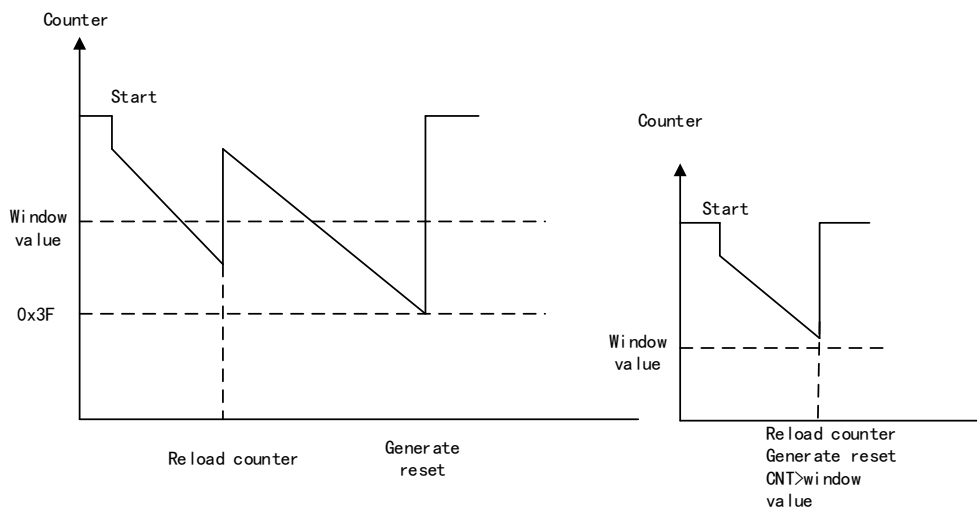 Counter
Start
Window
value
0x3F
Reload counter
Generate
reset
Counter
Start
Window
value
Reload counter
Generate reset
CNT>window
value